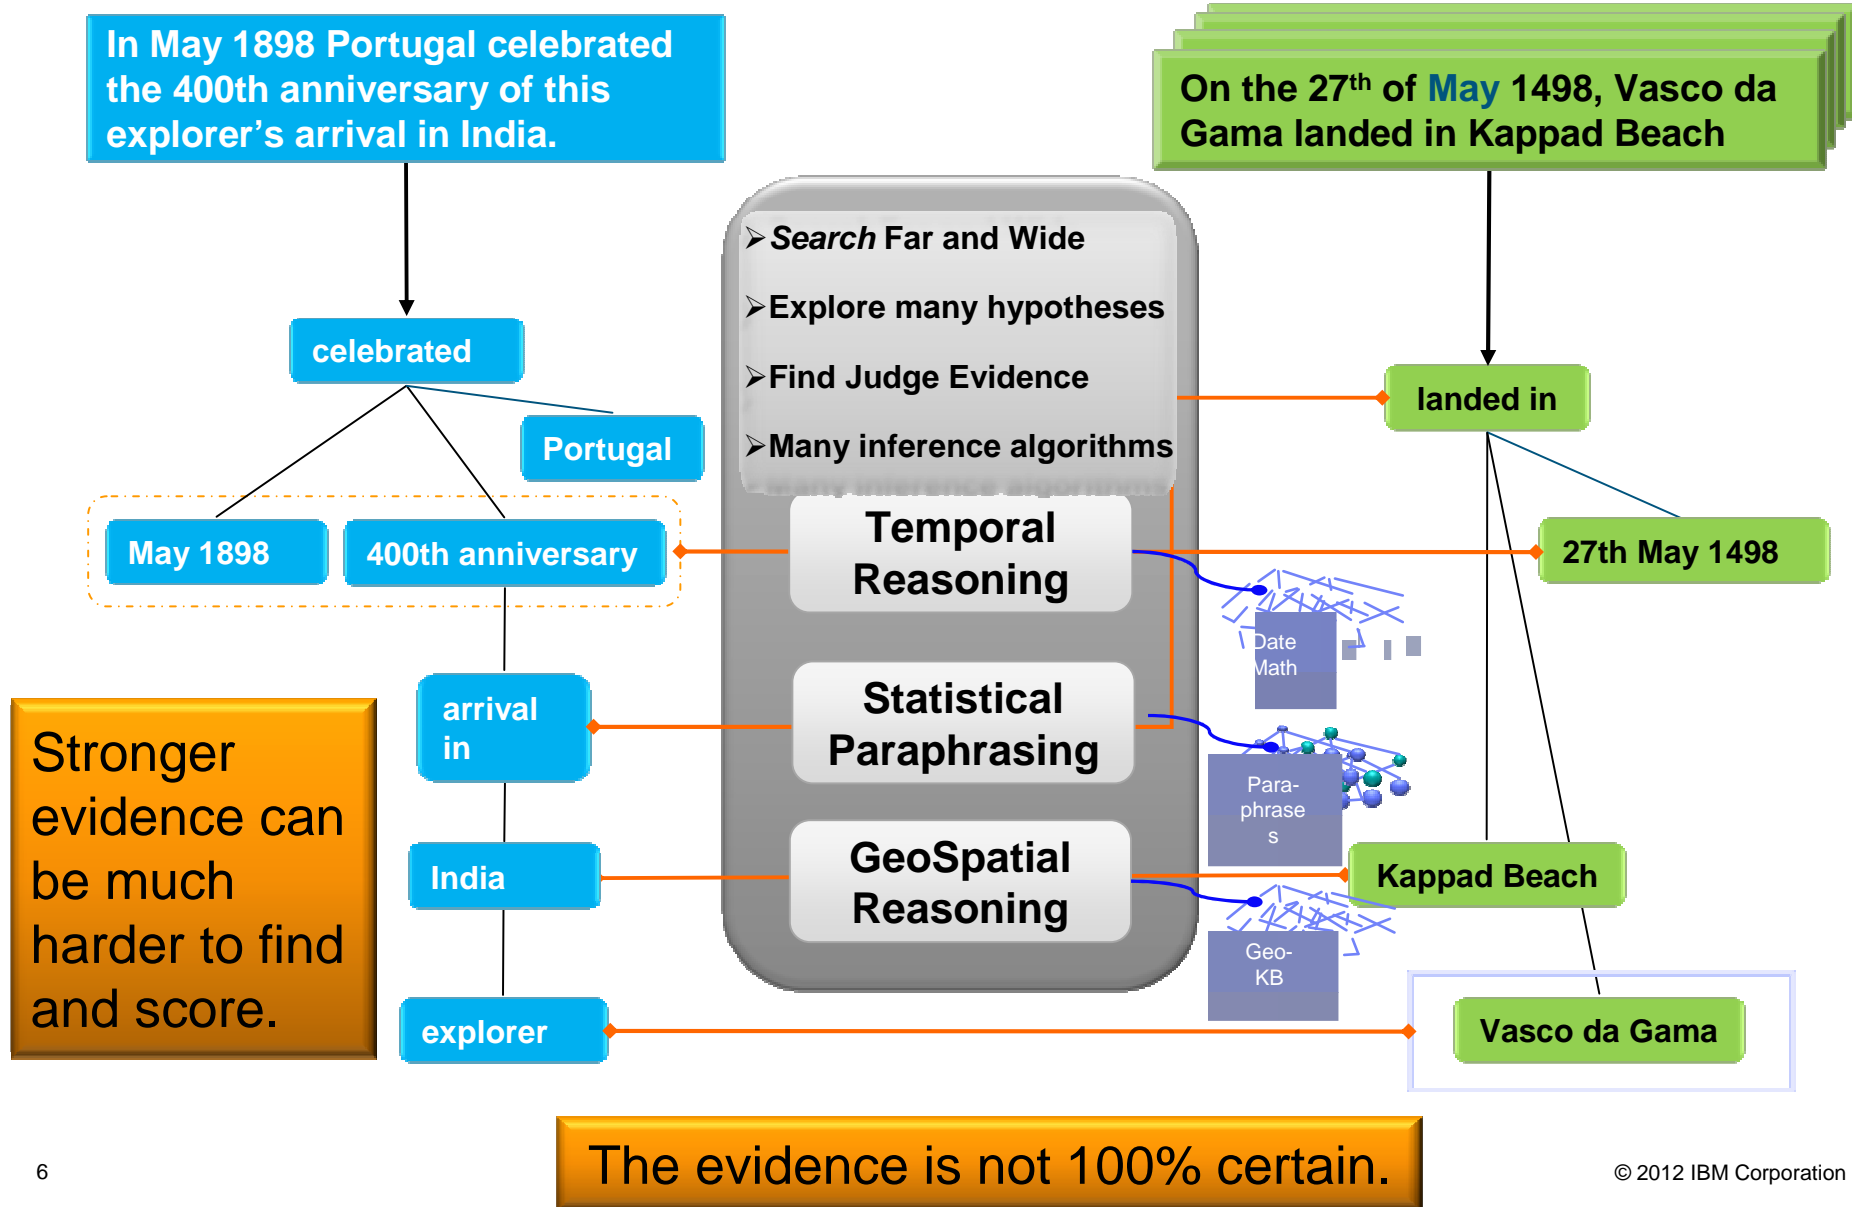 In May 1898 Portugal celebrated
the 400th anniversary of this
explorer's arrival in India.
On the 27th of May 1498, Vasco da
Gama landed in Kappad Beach
➢Search Far and Wide
➢Explore many hypotheses
➢Find Judge Evidence
➢Many inference algorithms
celebrated
Portugal
landed in
May 1898
400th anniversary
Temporal
Reasoning
27th May 1498
Date
Math
arrival
in
Statistical
Paraphrasing
Para-
phrase
s
Stronger
evidence can
be much
harder to find
and score.
India
GeoSpatial
Reasoning
Kappad Beach
Geo-
KB
explorer
Vasco da Gama
The evidence is not 100% certain.
6
© 2012 IBM Corporation